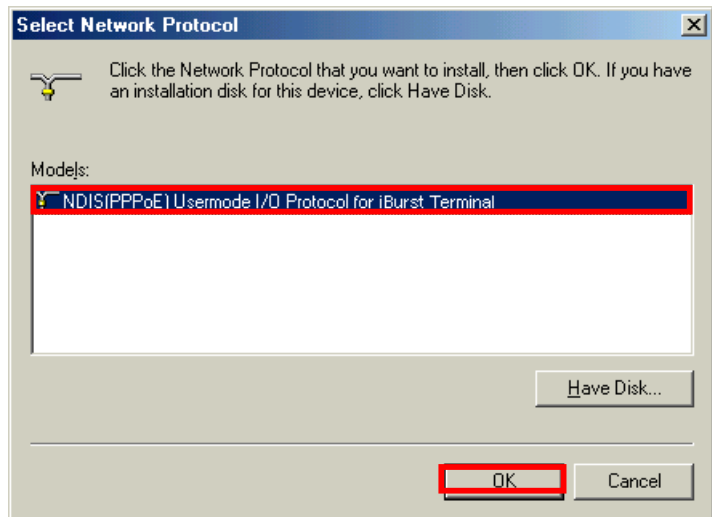 Select Network Protocol
Click the Network Protocol that you want to install, then click OK. If you have
an installation disk for this device, click Have Disk.
Models:
NDIS(PPPoE) Usermode I/O Protocol for iBurst Terminal
Have Disk...
OK
Cancel